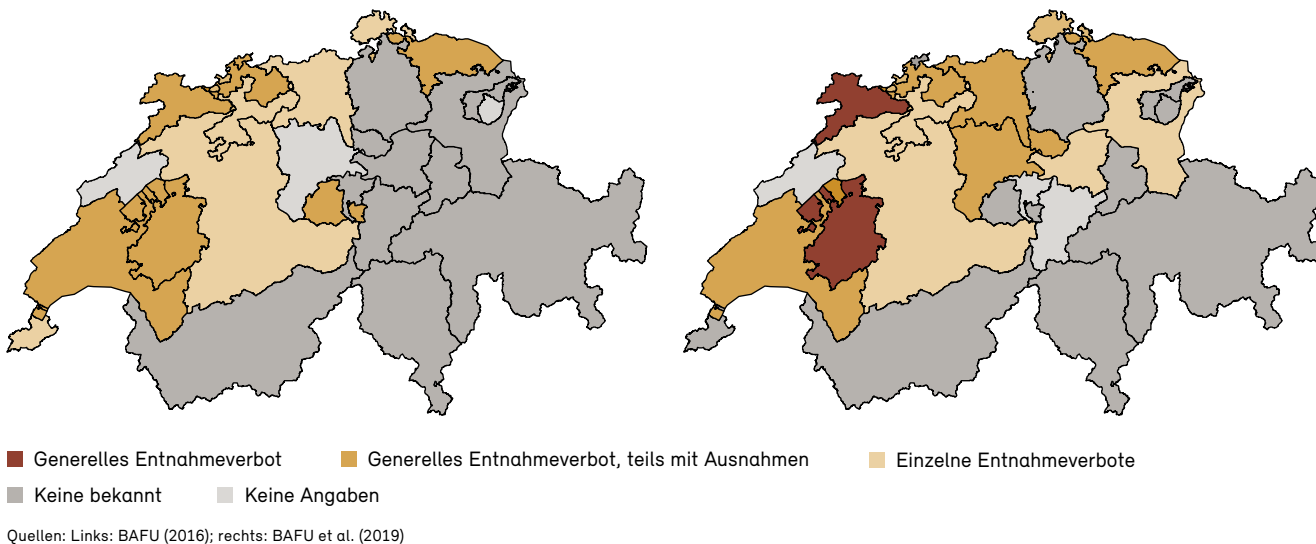 Generelles Entnahmeverbot
Generelles Entnahmeverbot, teils mit Ausnahmen
Einzelne Entnahmeverbote
Keine bekannt
Keine Angaben
Quellen: Links: BAFU (2016); rechts: BAFU et al. (2019)